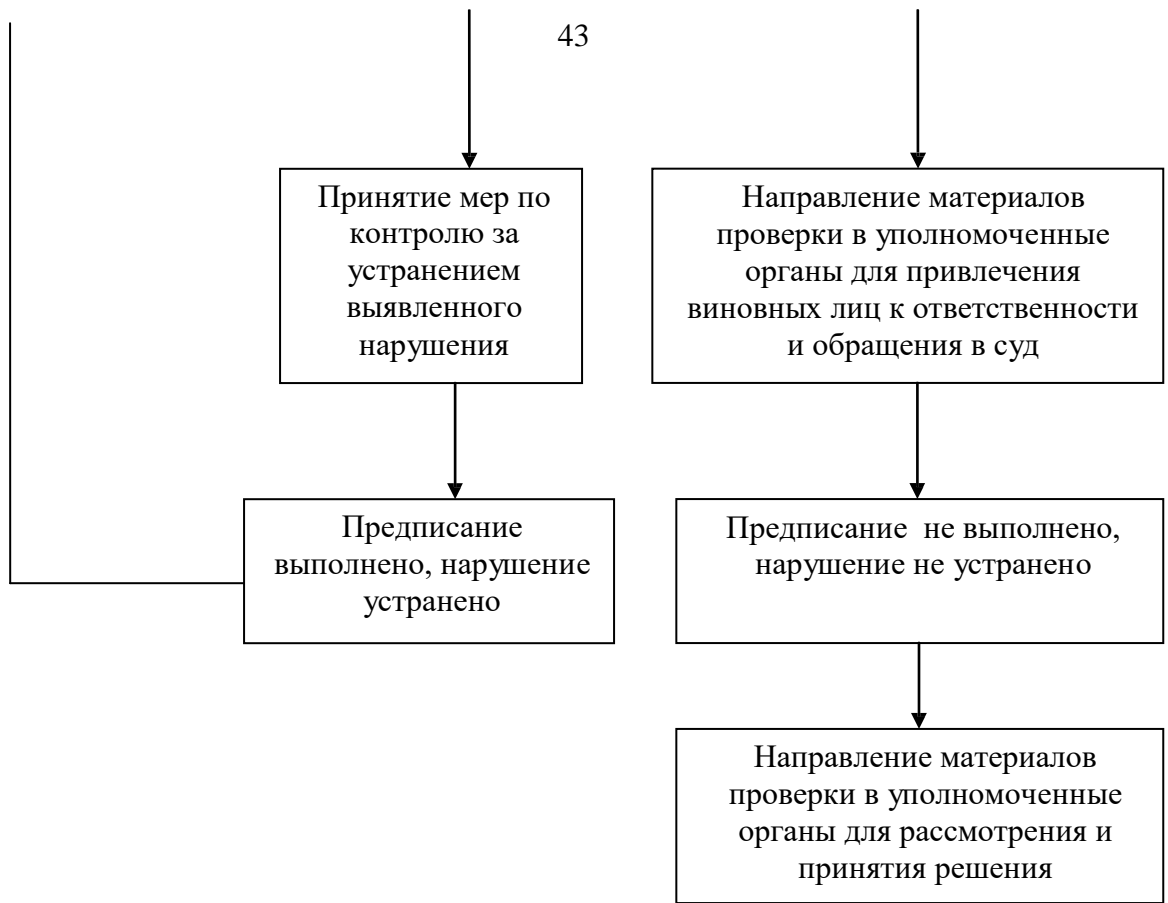 43
Принятие мер по
контролю за
устранением
выявленного
нарушения
Направление материалов
проверки в уполномоченные
органы для привлечения
виновных лиц к ответственности
и обращения в суд
Предписание
выполнено, нарушение
устранено
Предписание  не выполнено,
нарушение не устранено
Направление материалов
проверки в уполномоченные
органы для рассмотрения и
принятия решения